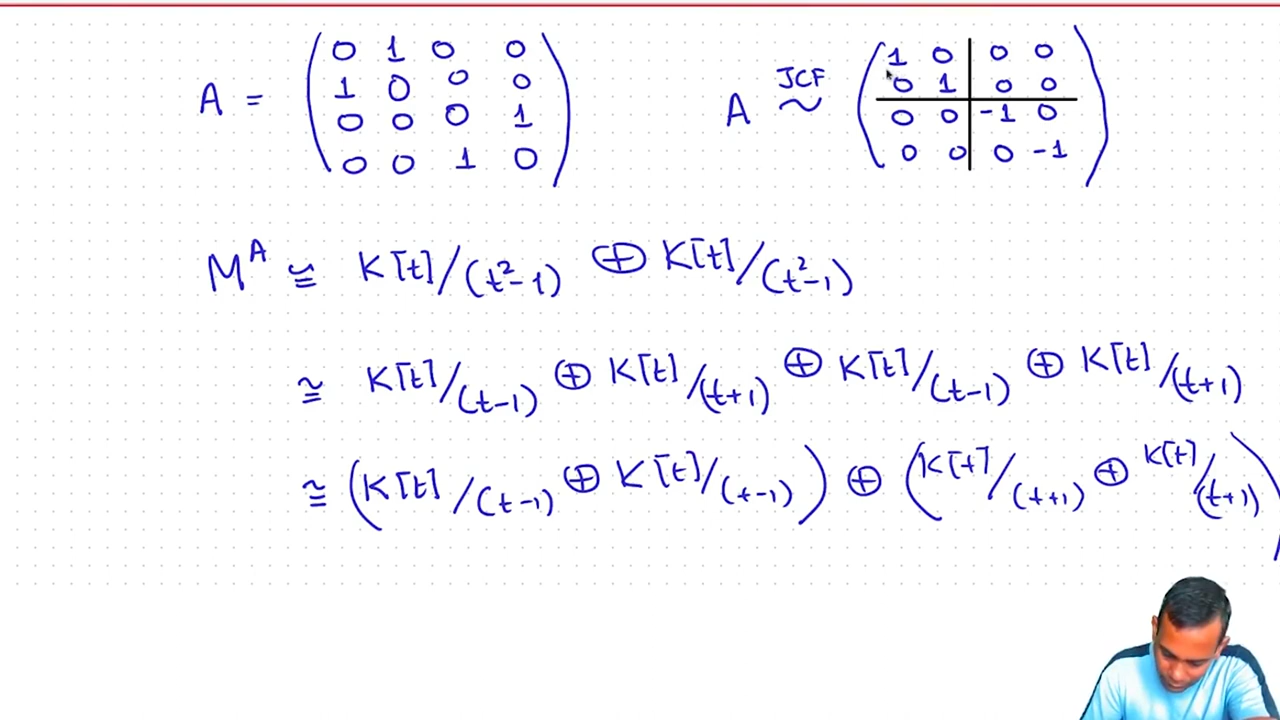 A = ( 0 1 0 0
1 0 0 0
0 0 0 1
0 0 1 0 )
A JCF ~ ( 1 0 | 0 0
0 1 | 0 0
0 0 | -1 0
0 0 | 0 -1 )
M^A ≅ K[t]/(t²-1) ⊕ K[t]/(t²-1)
≅ K[t]/(t-1) ⊕ K[t]/(t+1) ⊕ K[t]/(t-1) ⊕ K[t]/(t+1)
≅ (K[t]/(t-1) ⊕ K[t]/(t-1)) ⊕ (K[t]/(t+1) ⊕ K[t]/(t+1))